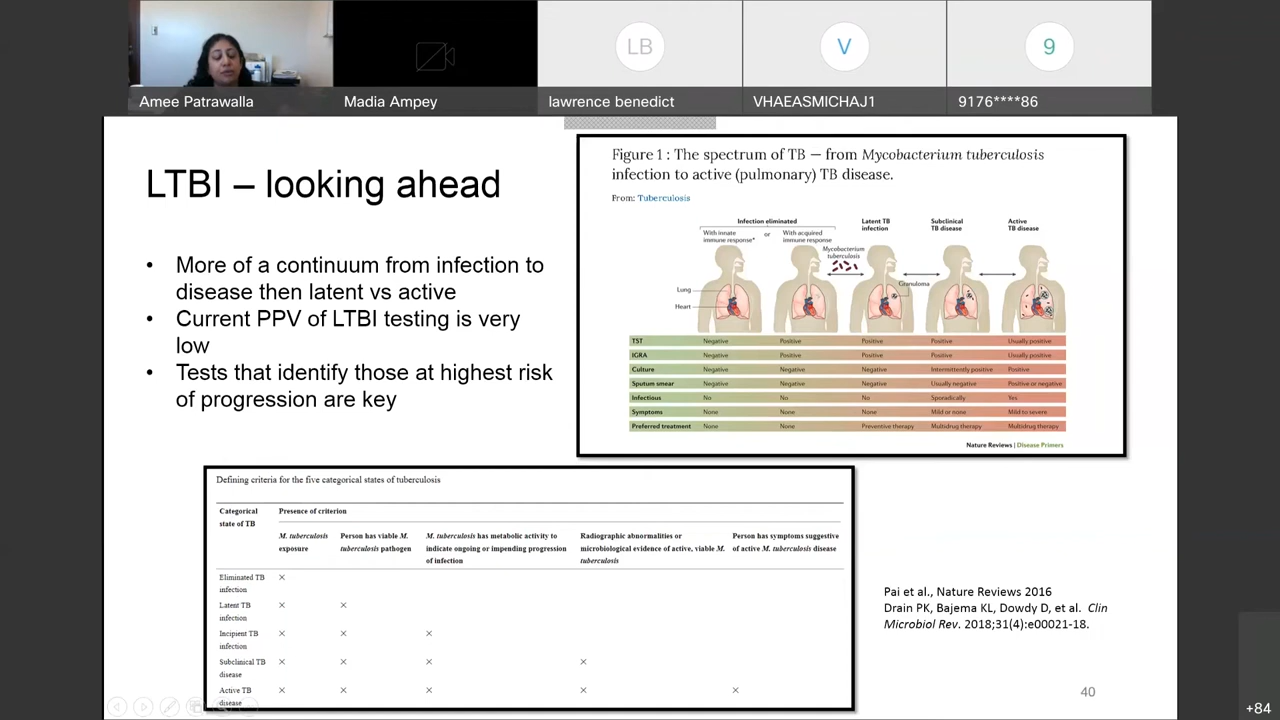 LB
V
9
Amee Patrawalla
Madia Ampey
lawrence benedict
VHAEASMICHAJ1
9176****86
LTBI – looking ahead
• More of a continuum from infection to
disease then latent vs active
• Current PPV of LTBI testing is very
low
• Tests that identify those at highest risk
of progression are key
Figure 1 : The spectrum of TB — from Mycobacterium tuberculosis
infection to active (pulmonary) TB disease.
From: Tuberculosis
Infection eliminated
With innate
immune response*
or
With acquired
immune response
Latent TB
infection
Subclinical
TB disease
Active
TB disease
Mycobacterium
tuberculosis
Granuloma
Lung
Heart
TST Negative Positive Positive Positive Usually positive
IGRA Negative Positive Positive Positive Usually positive
Culture Negative Negative Negative Intermittently positive Positive
Sputum smear Negative Negative Negative Usually negative Positive or negative
Infectious No No No Sporadically Yes
Symptoms None None None Mild or none Mild to severe
Preferred treatment None None Preventive therapy Multidrug therapy Multidrug therapy
Nature Reviews | Disease Primers
Defining criteria for the five categorical states of tuberculosis
Categorical
state of TB
Presence of criterion
M. tuberculosis
exposure
Person has viable M.
tuberculosis pathogen
M. tuberculosis has metabolic activity to
indicate ongoing or impending progression
of infection
Radiographic abnormalities or
microbiological evidence of active, viable M.
tuberculosis
Person has symptoms suggestive
of active M. tuberculosis disease
Eliminated TB ×
infection
Latent TB × ×
infection
Incipient TB × × ×
infection
Subclinical TB × × × ×
disease
Active TB × × × × ×
disease
Pai et al., Nature Reviews 2016
Drain PK, Bajema KL, Dowdy D, et al. Clin
Microbiol Rev. 2018;31(4):e00021-18.
40
+84